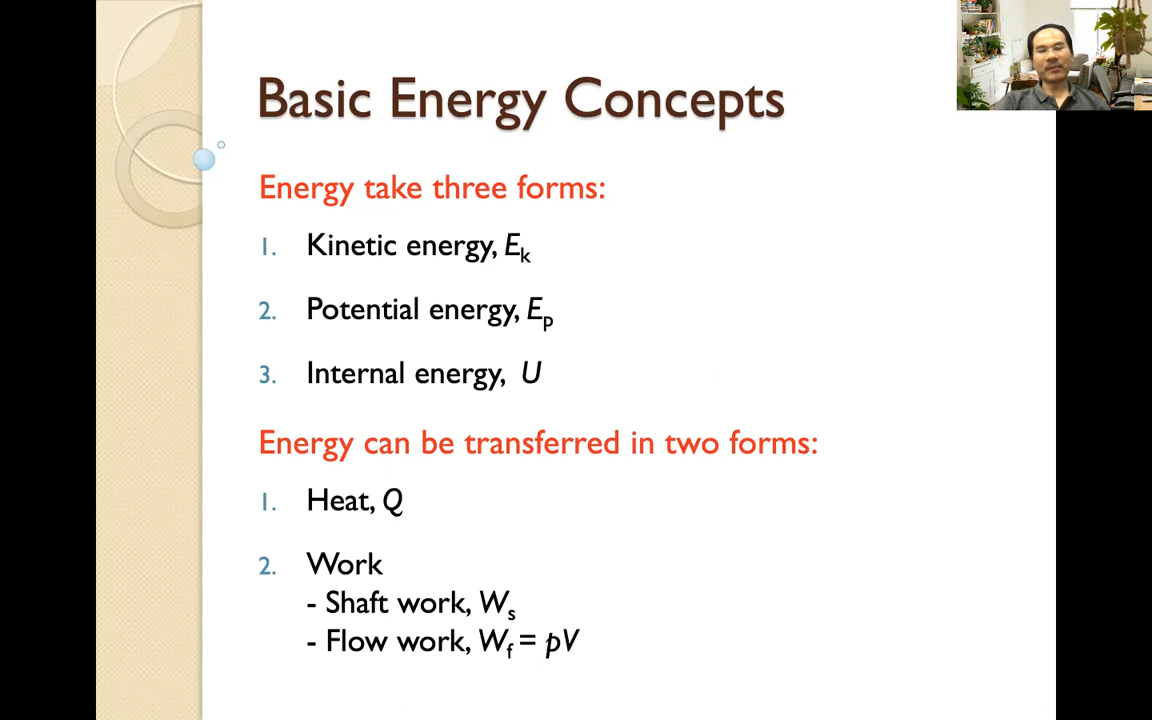 Basic Energy Concepts
Energy take three forms:
1. Kinetic energy, Ek
2. Potential energy, Ep
3. Internal energy, U
Energy can be transferred in two forms:
1. Heat, Q
2. Work
- Shaft work, Ws
- Flow work, Wf = pV